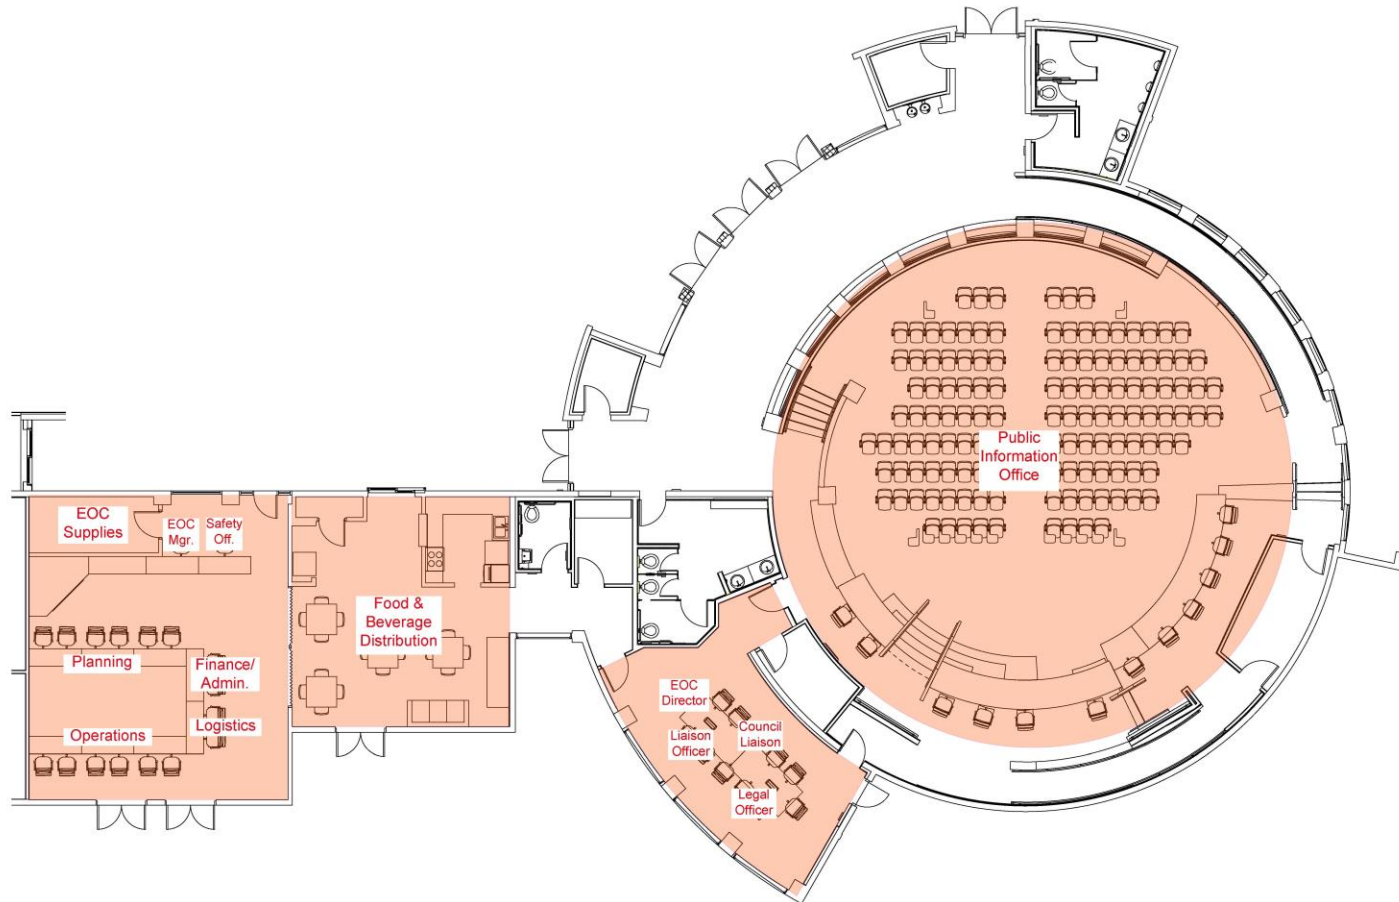 EOC
Supplies
EOC
Mgr.
Safety
Off.
Planning
Finance/
Admin.
Logistics
Operations
Food &
Beverage
Distribution
EOC
Director
Liaison
Officer
Council
Liaison
Legal
Officer
Public
Information
Office